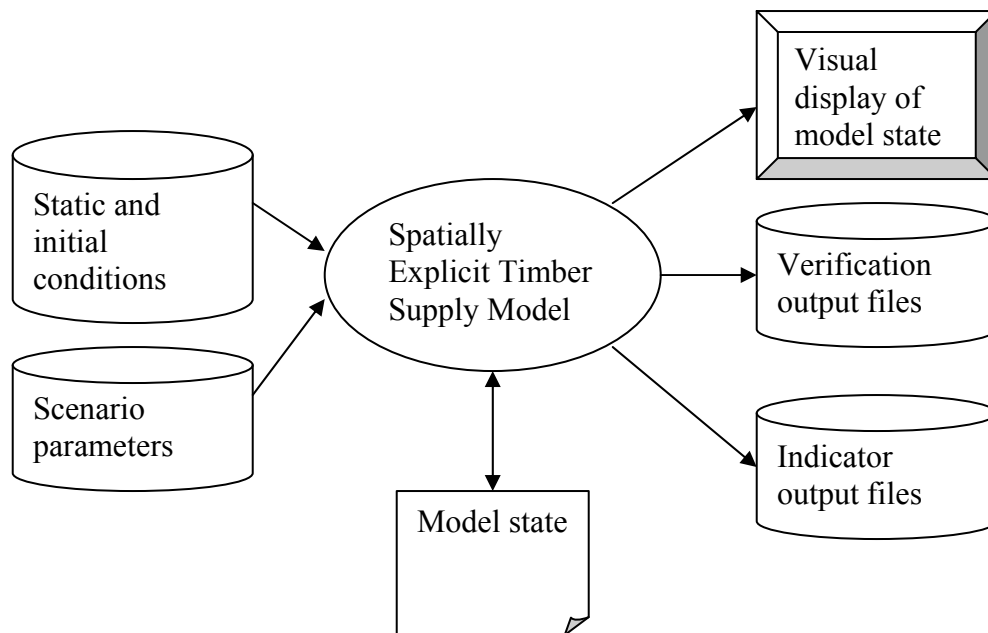 Static and
initial
conditions
Scenario
parameters
Spatially
Explicit Timber
Supply Model
Model state
Visual
display of
model state
Verification
output files
Indicator
output files